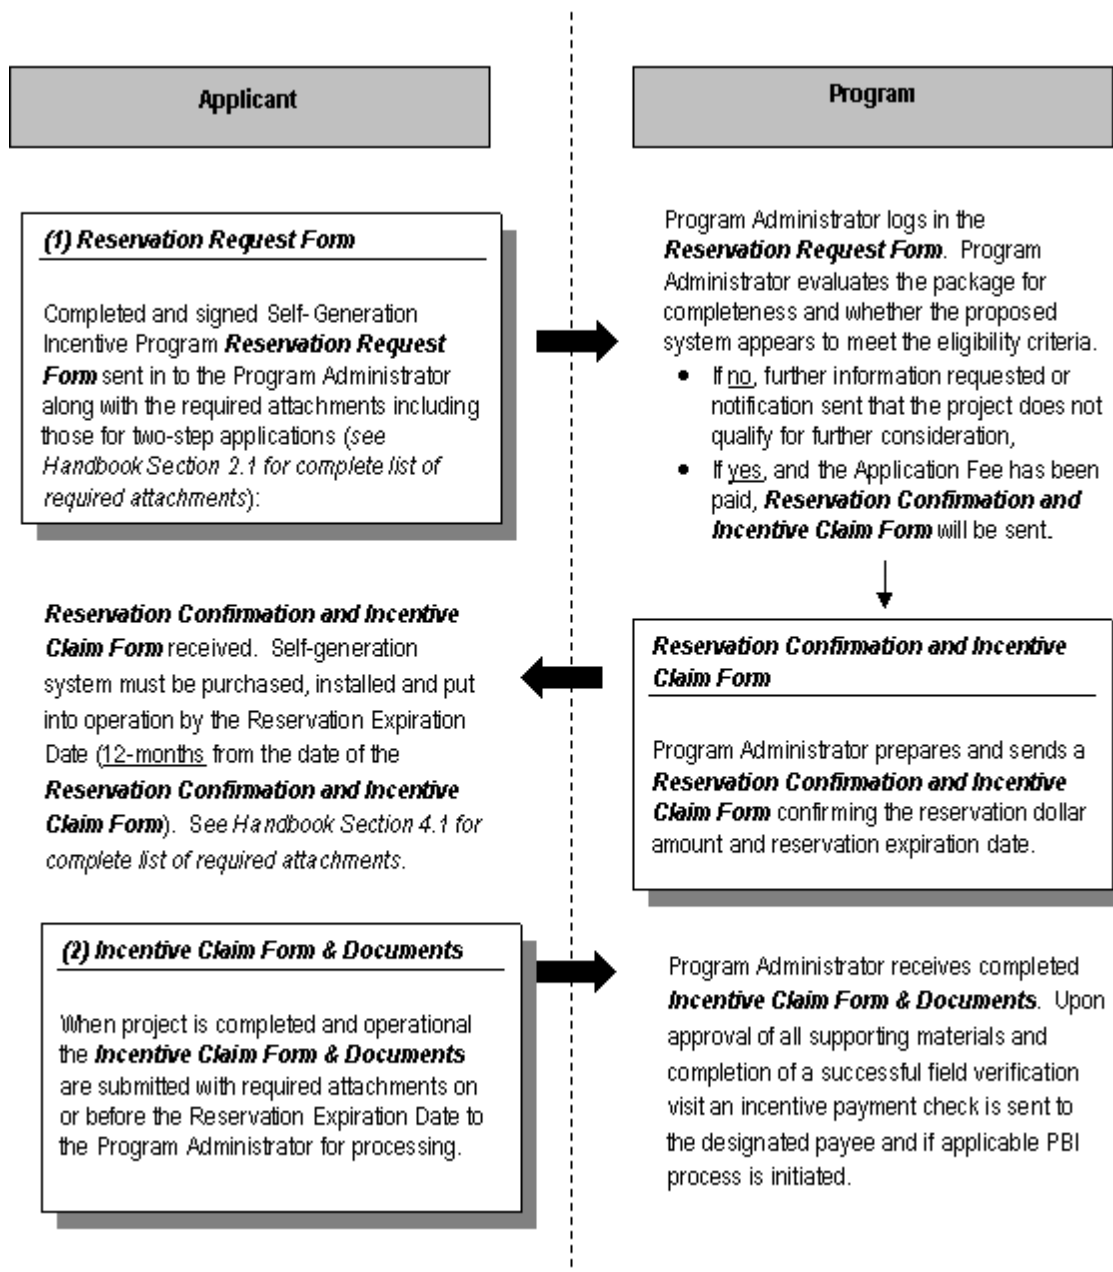 Applicant
Program
(1) Reservation Request Form
Completed and signed Self-Generation
Incentive Program Reservation Request
Form sent in to the Program Administrator
along with the required attachments including
those for two-step applications (see
Handbook Section 2.1 for complete list of
required attachments):
Program Administrator logs in the
Reservation Request Form. Program
Administrator evaluates the package for
completeness and whether the proposed
system appears to meet the eligibility criteria.
• If no, further information requested or
notification sent that the project does not
qualify for further consideration,
• If yes, and the Application Fee has been
paid, Reservation Confirmation and
Incentive Claim Form will be sent.
Reservation Confirmation and Incentive
Claim Form received. Self-generation
system must be purchased, installed and put
into operation by the Reservation Expiration
Date (12-months from the date of the
Reservation Confirmation and Incentive
Claim Form). See Handbook Section 4.1 for
complete list of required attachments.
Reservation Confirmation and Incentive
Claim Form
Program Administrator prepares and sends a
Reservation Confirmation and Incentive
Claim Form confirming the reservation dollar
amount and reservation expiration date.
(2) Incentive Claim Form & Documents
When project is completed and operational
the Incentive Claim Form & Documents
are submitted with required attachments on
or before the Reservation Expiration Date to
the Program Administrator for processing.
Program Administrator receives completed
Incentive Claim Form & Documents. Upon
approval of all supporting materials and
completion of a successful field verification
visit an incentive payment check is sent to
the designated payee and if applicable PBI
process is initiated.